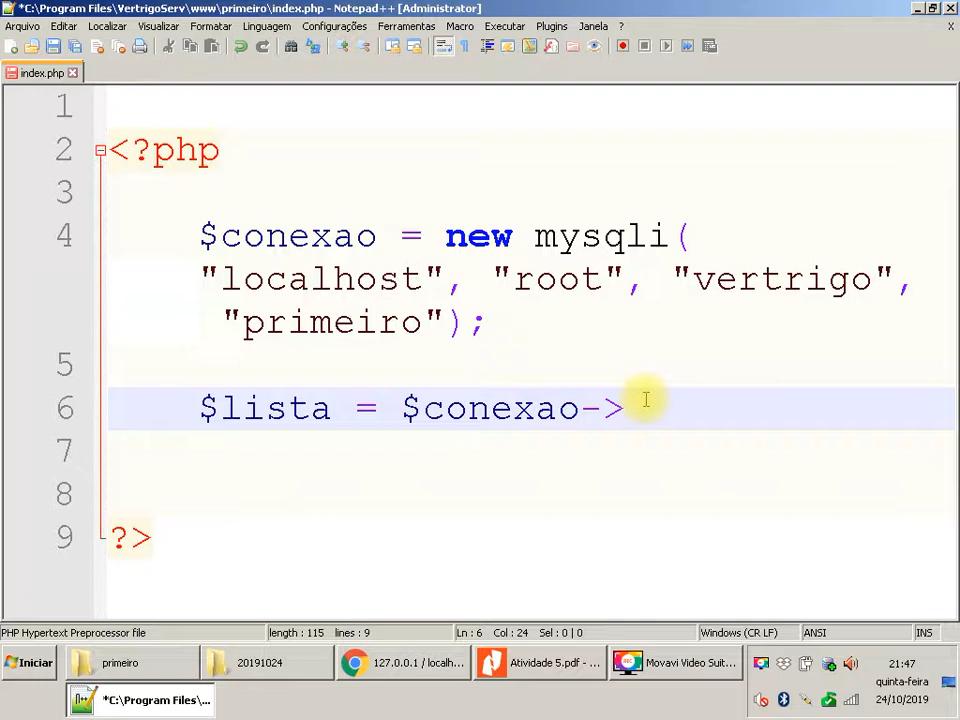 *C:\Program Files\VertrigoServ\www\primeiro\index.php - Notepad++ [Administrator]
Arquivo Editar Localizar Visualizar Formatar Linguagem Configurações Ferramentas Macro Executar Plugins Janela ? X
index.php
1
2 <?php
3
4 $conexao = new mysqli(
"localhost", "root", "vertrigo",
"primeiro");
5
6 $lista = $conexao->
7
8
9 ?>
PHP Hypertext Preprocessor file length : 115 lines : 9 Ln : 6 Col : 24 Sel : 0 | 0 Windows (CR LF) ANSI INS
Iniciar primeiro 20191024 127.0.0.1 / localh... Atividade 5.pdf - ... Movavi Video Suit... 21:47
quinta-feira
*C:\Program Files\... 24/10/2019